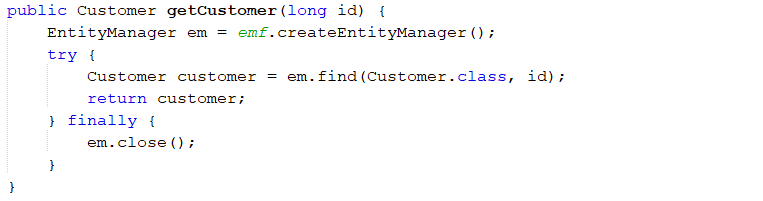 public Customer getCustomer(long id) {
    EntityManager em = emf.createEntityManager();
    try {
        Customer customer = em.find(Customer.class, id);
        return customer;
    } finally {
        em.close();
    }
}